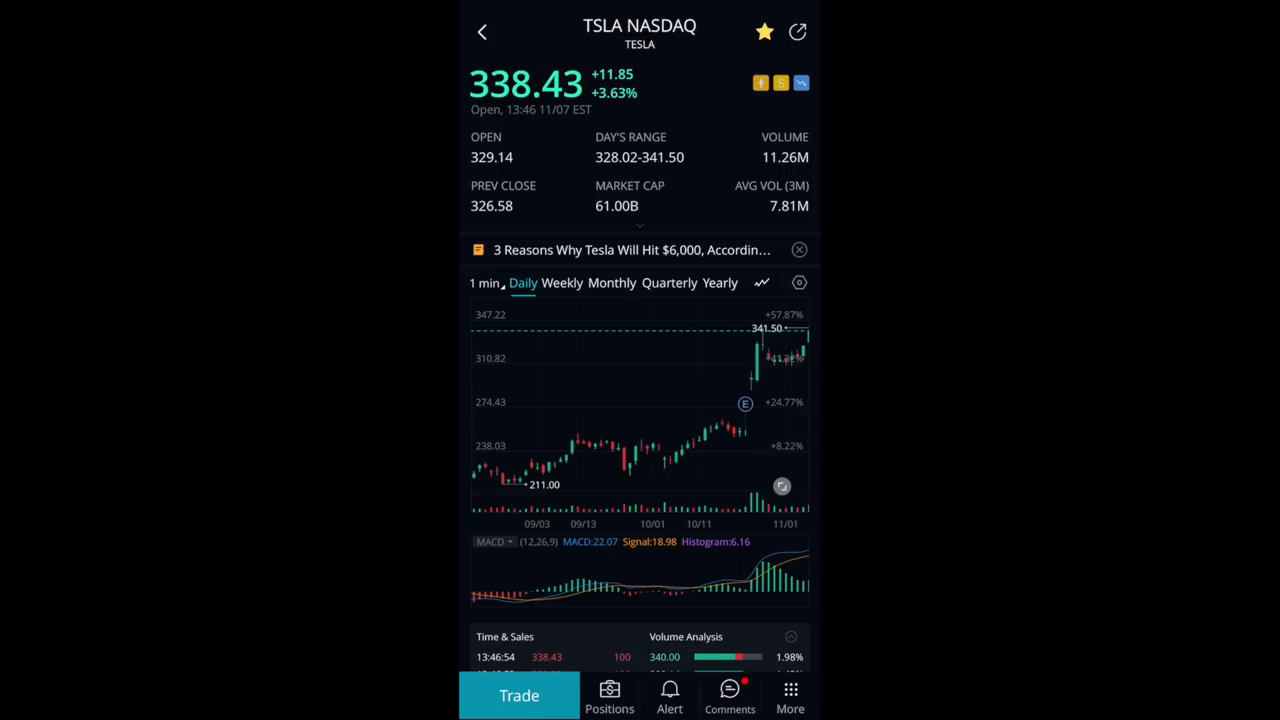 TSLA NASDAQ
TESLA
338.43 +11.85
+3.63%
Open, 13:46 11/07 EST
S
OPEN DAY'S RANGE VOLUME
329.14 328.02-341.50 11.26M
PREV CLOSE MARKET CAP AVG VOL (3M)
326.58 61.00B 7.81M
3 Reasons Why Tesla Will Hit $6,000, Accordin...
1 min Daily Weekly Monthly Quarterly Yearly
347.22 +57.87%
341.50
310.82
274.43 E +24.77%
238.03 +8.22%
211.00
09/03 09/13 10/01 10/11 11/01
MACD (12,26,9) MACD:22.07 Signal:18.98 Histogram:6.16
Time & Sales Volume Analysis
13:46:54 338.43 100 340.00 1.98%
Trade Positions Alert Comments More